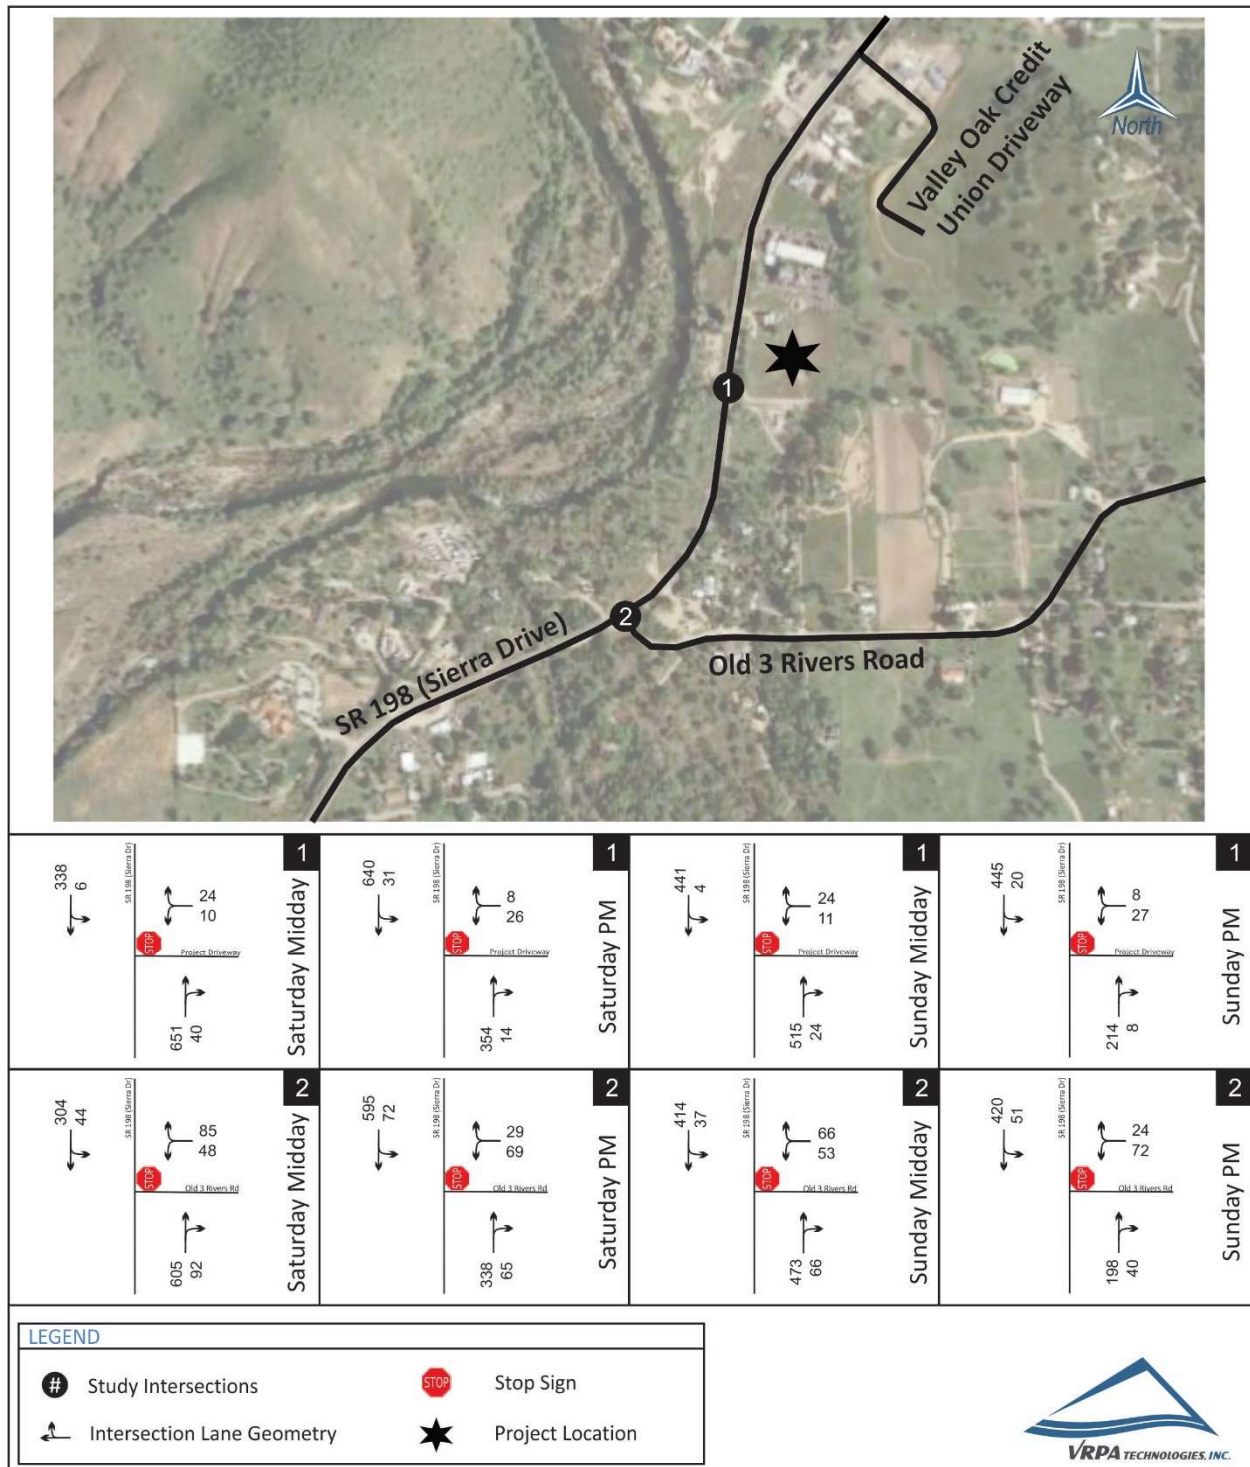 North
Valley Oak Credit
Union Driveway
1
2
SR 198 (Sierra Drive)
Old 3 Rivers Road
1
Saturday Midday
338
6
SR 198 (Sierra Dr)
24
10
STOP
Project Driveway
651
40
1
Saturday PM
640
31
SR 198 (Sierra Dr)
8
26
STOP
Project Driveway
354
14
1
Sunday Midday
441
4
SR 198 (Sierra Dr)
24
11
STOP
Project Driveway
515
24
1
Sunday PM
445
20
SR 198 (Sierra Dr)
8
27
STOP
Project Driveway
214
8
2
Saturday Midday
304
44
SR 198 (Sierra Dr)
85
48
STOP
Old 3 Rivers Rd
605
92
2
Saturday PM
595
72
SR 198 (Sierra Dr)
29
69
STOP
Old 3 Rivers Rd
338
65
2
Sunday Midday
414
37
SR 198 (Sierra Dr)
66
53
STOP
Old 3 Rivers Rd
473
66
2
Sunday PM
420
51
SR 198 (Sierra Dr)
24
72
STOP
Old 3 Rivers Rd
198
40
LEGEND
# Study Intersections
STOP Stop Sign
Intersection Lane Geometry
Project Location
VRPA TECHNOLOGIES, INC.